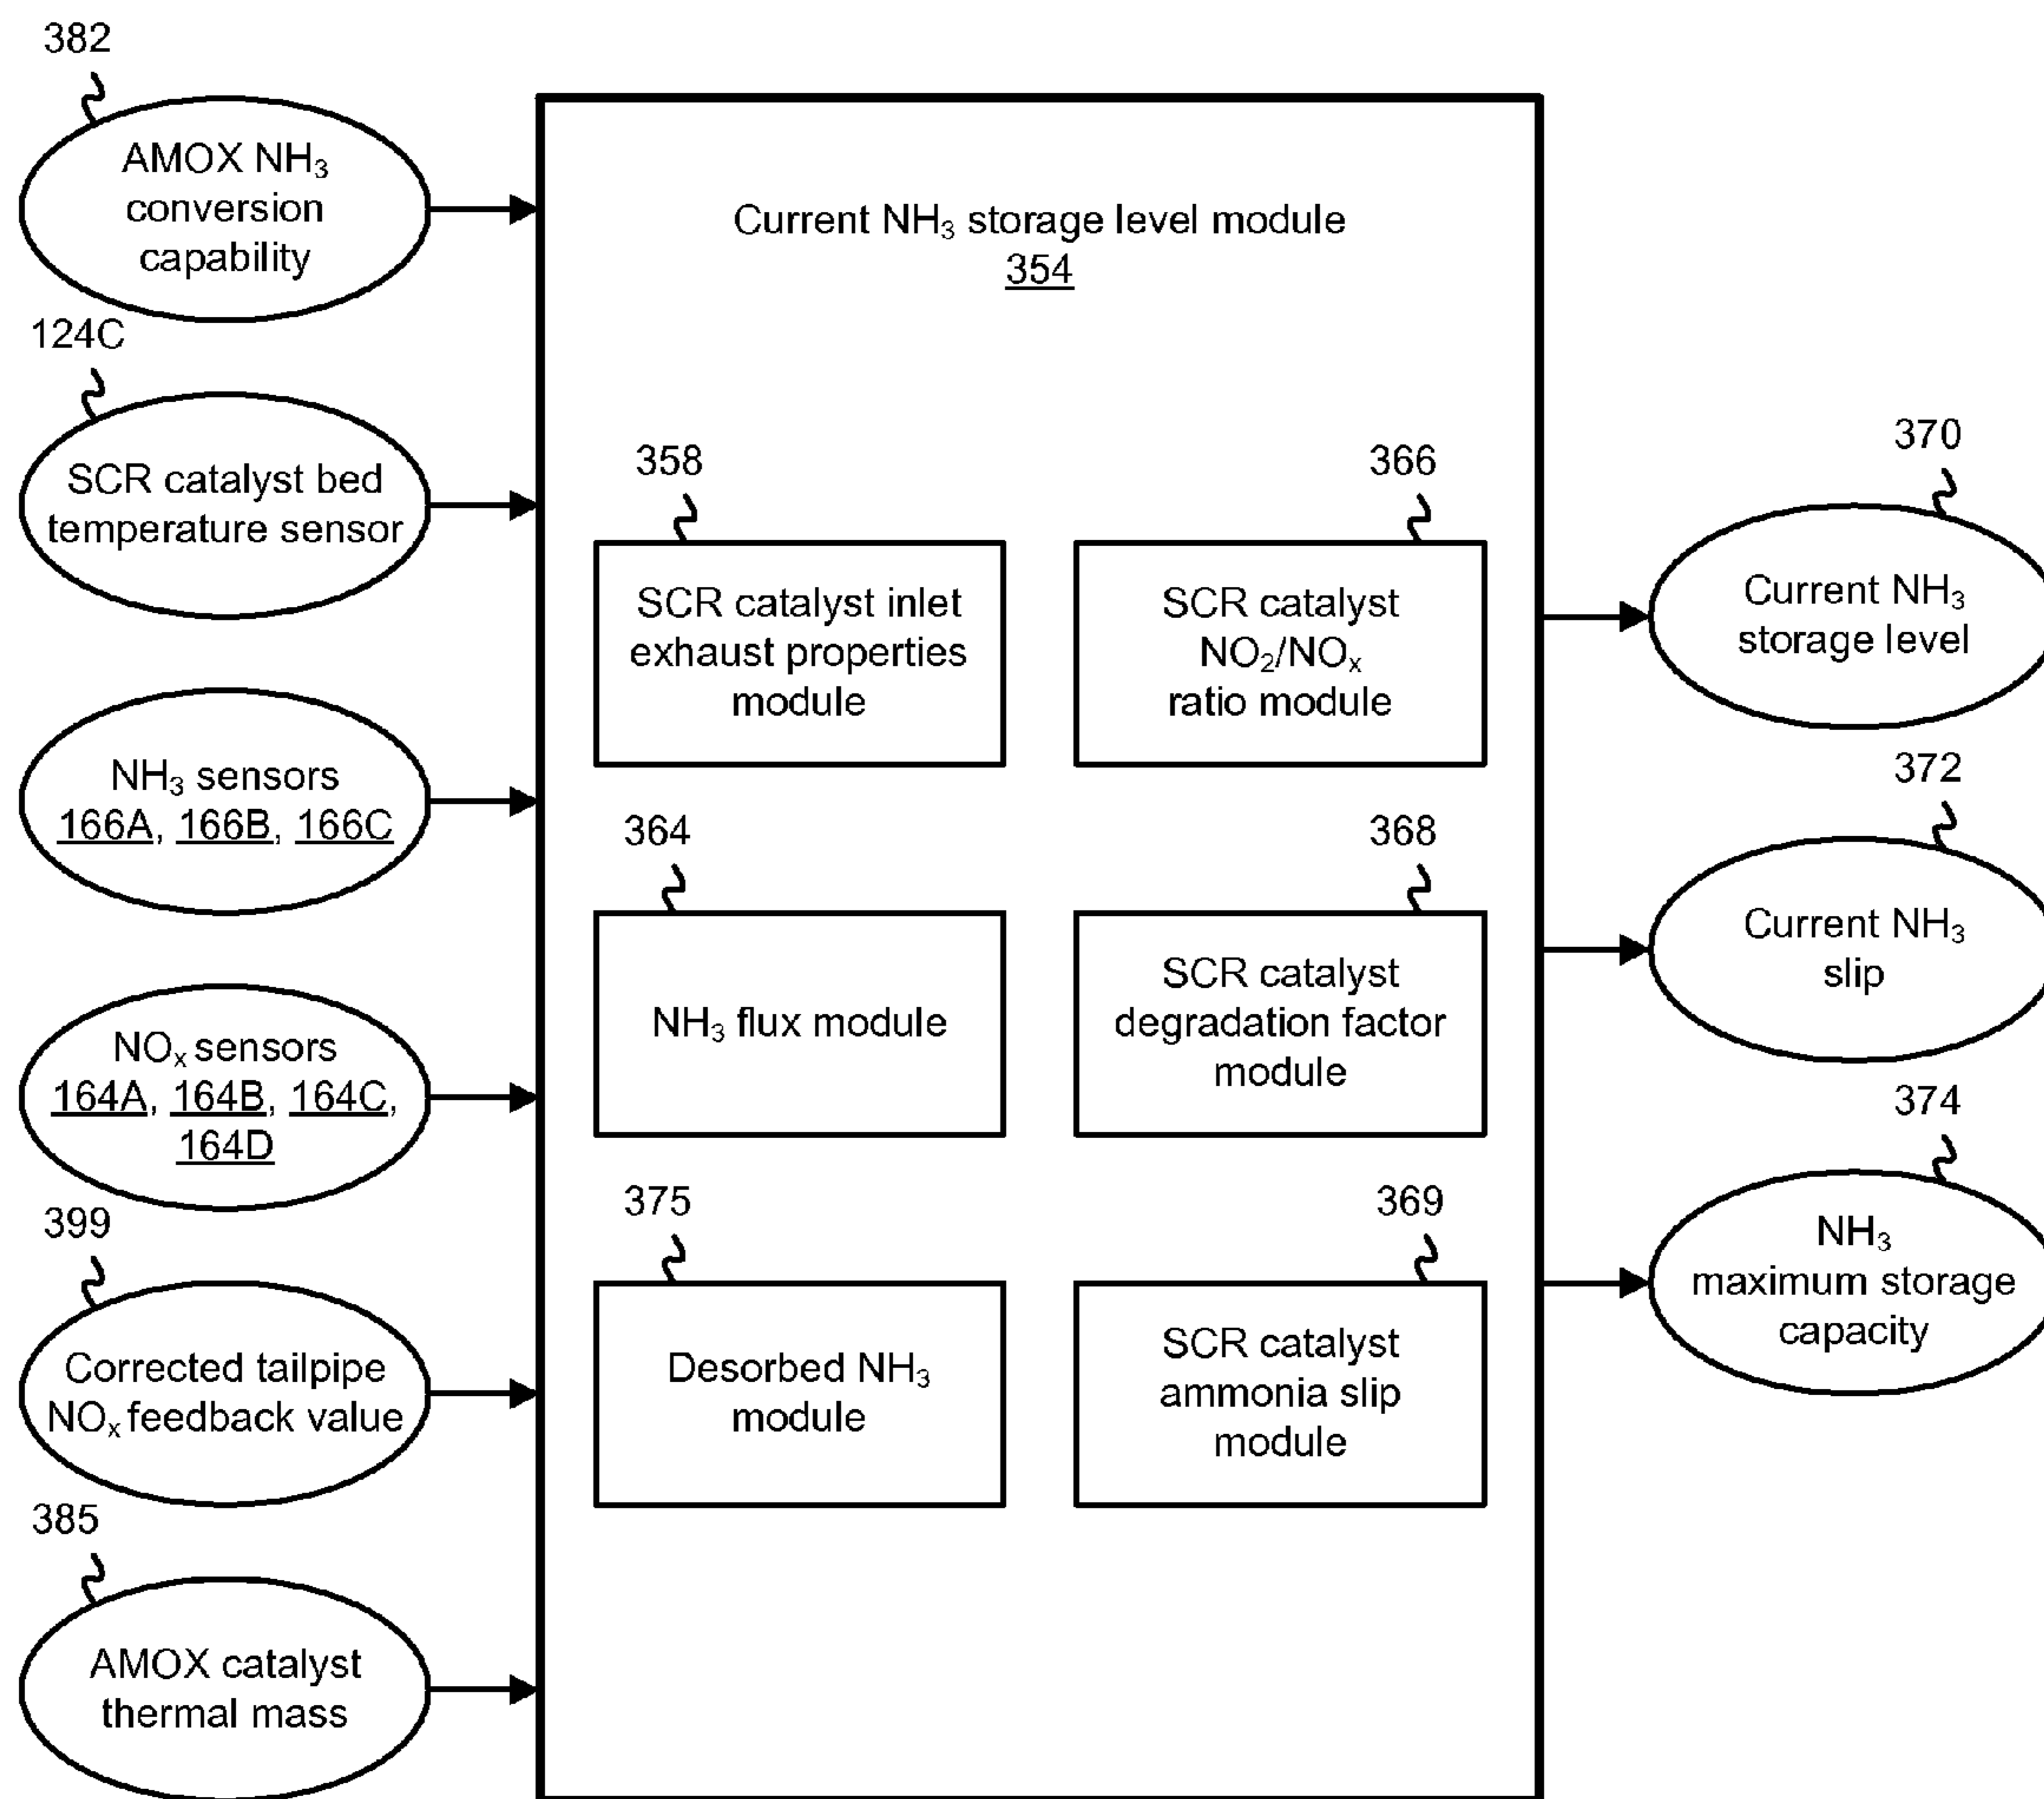 382
AMOX NH₃
conversion
capability
124C
SCR catalyst bed
temperature sensor
NH₃ sensors
166A, 166B, 166C
NOₓ sensors
164A, 164B, 164C,
164D
399
Corrected tailpipe
NOₓ feedback value
385
AMOX catalyst
thermal mass
Current NH₃ storage level module
354
358
SCR catalyst inlet
exhaust properties
module
366
SCR catalyst
NO₂/NOₓ
ratio module
364
NH₃ flux module
368
SCR catalyst
degradation factor
module
375
Desorbed NH₃
module
369
SCR catalyst
ammonia slip
module
370
Current NH₃
storage level
372
Current NH₃
slip
374
NH₃
maximum storage
capacity